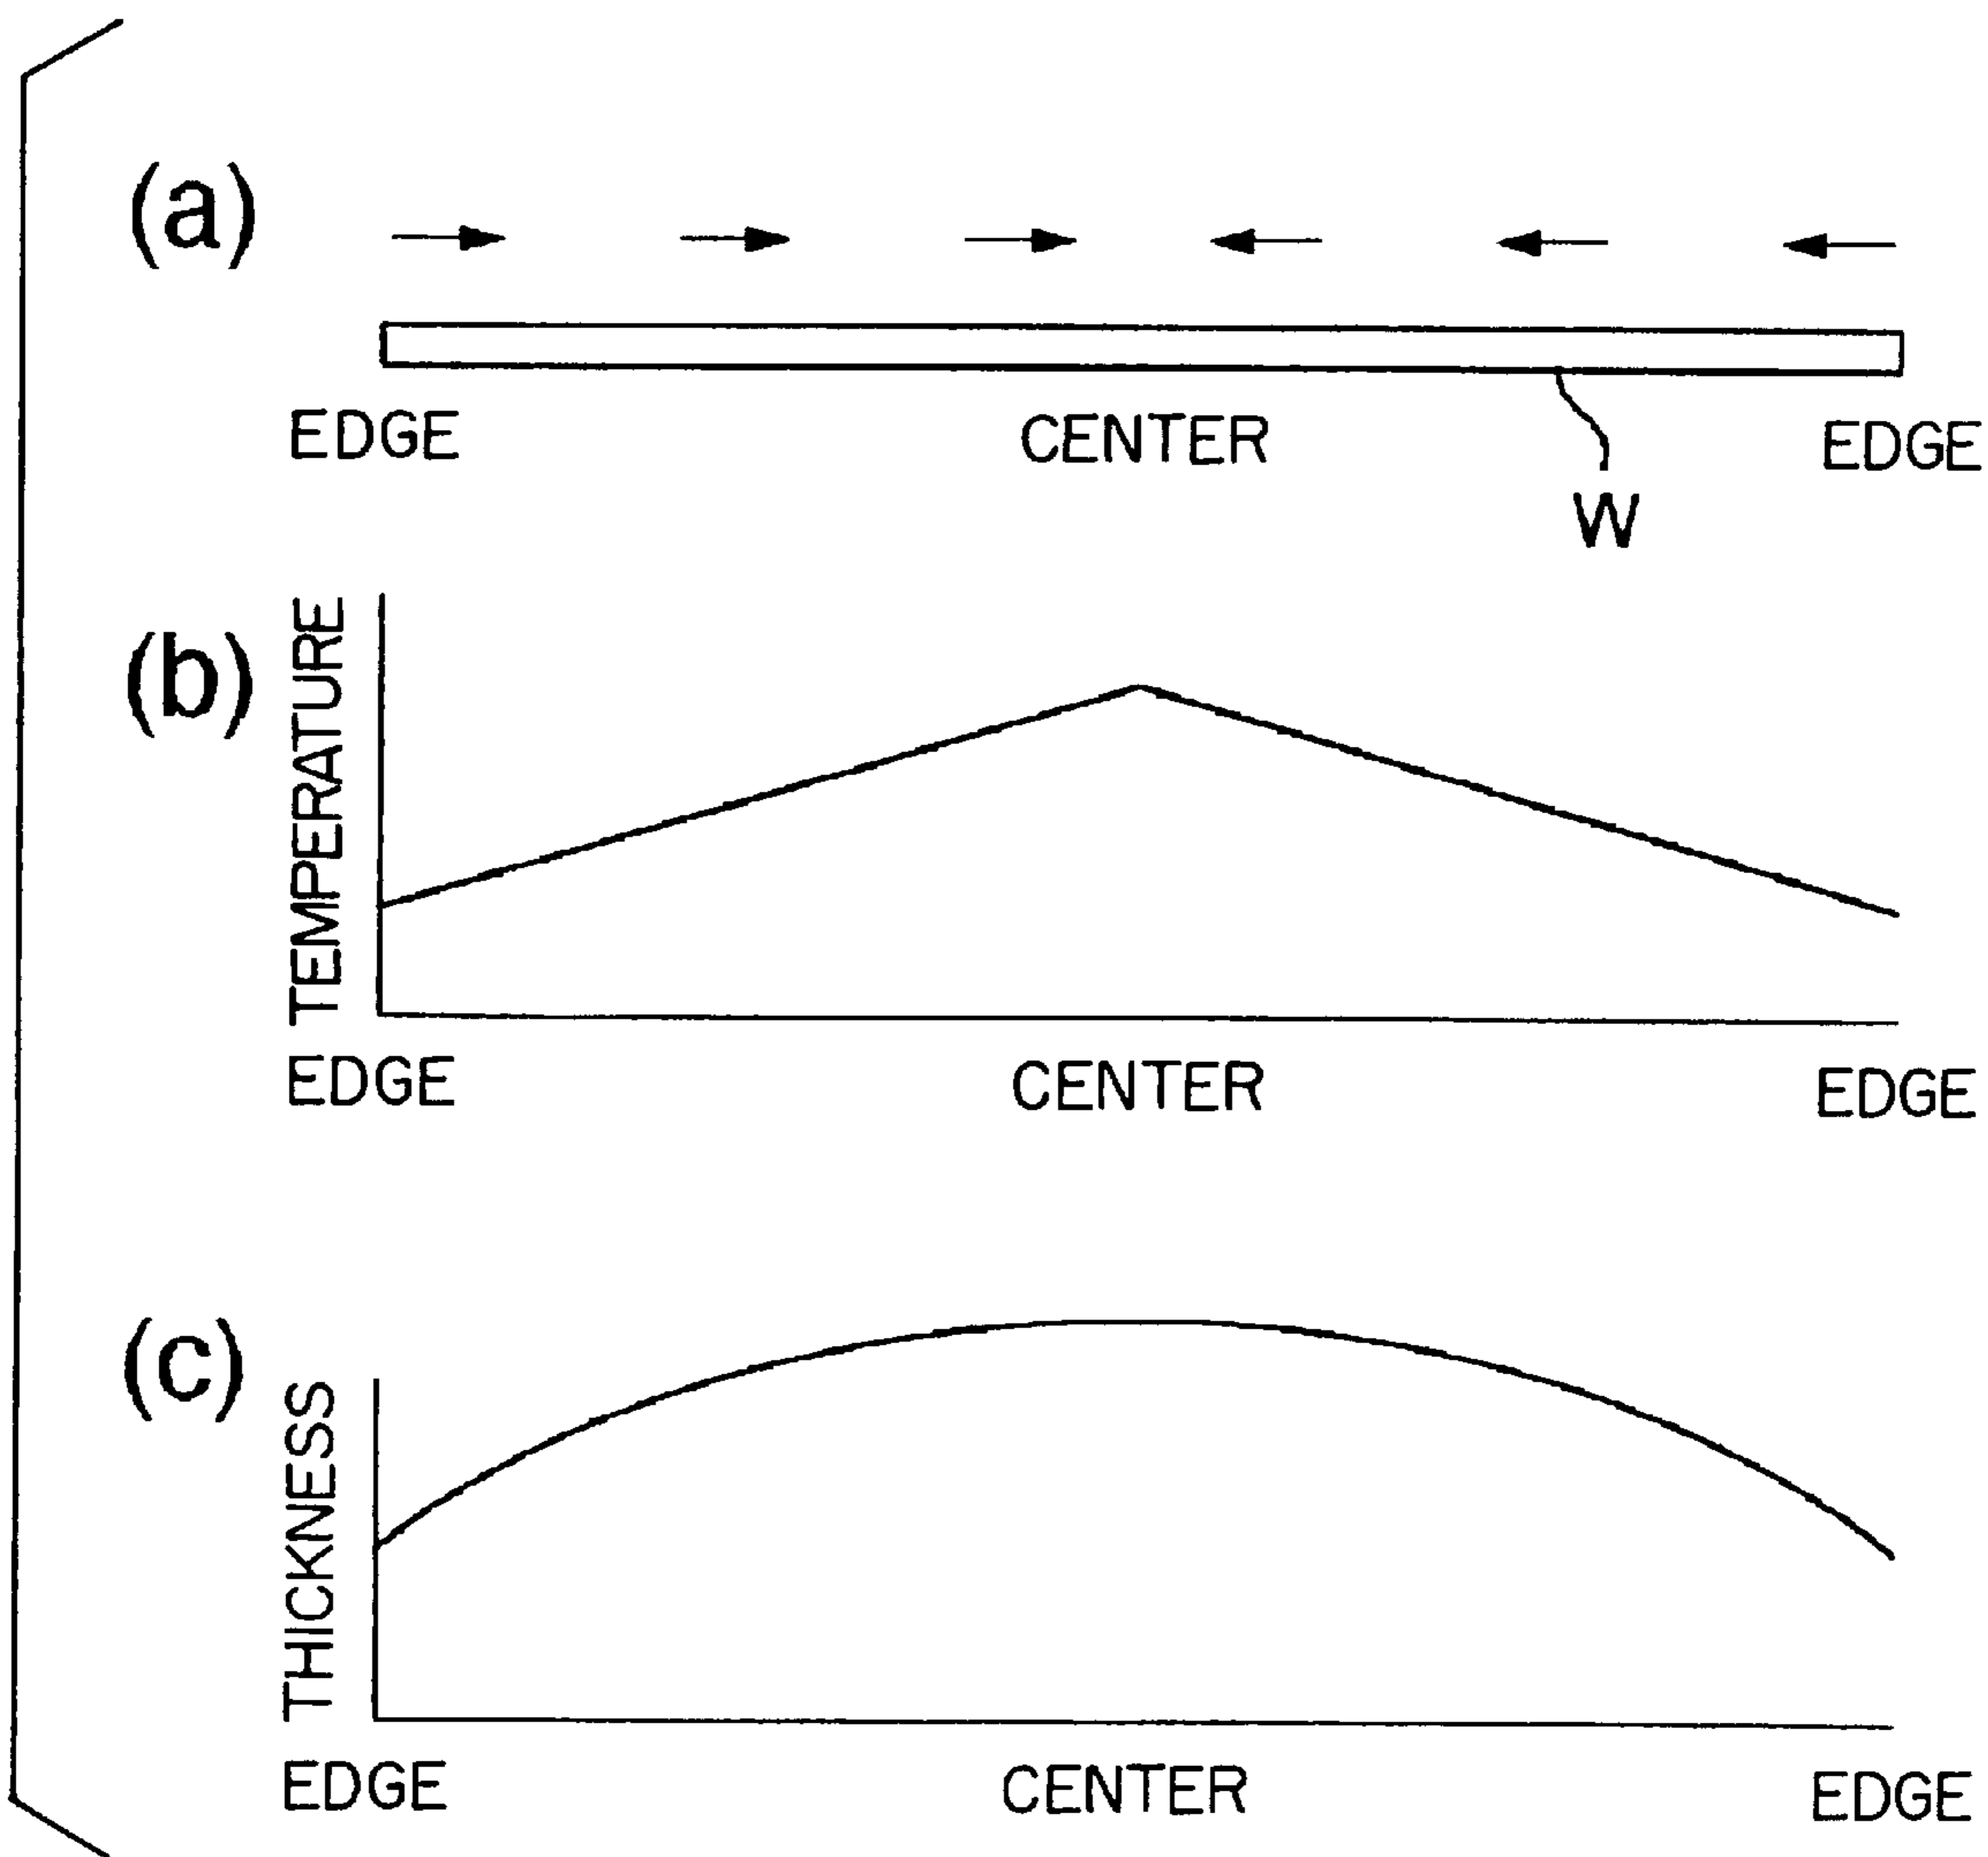 (a)
EDGE CENTER EDGE
W
(b)
TEMPERATURE
EDGE CENTER EDGE
(c)
THICKNESS
EDGE CENTER EDGE